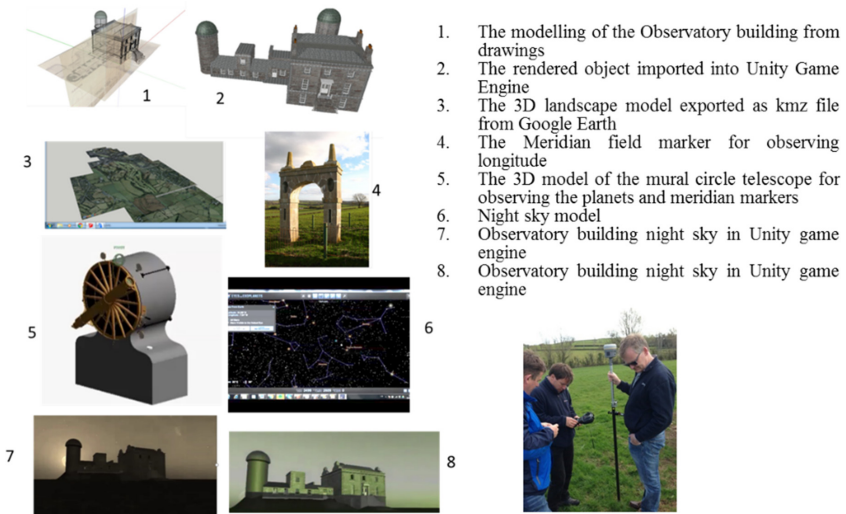 1. The modelling of the Observatory building from
drawings
2. The rendered object imported into Unity Game
Engine
3. The 3D landscape model exported as kmz file
from Google Earth
4. The Meridian field marker for observing
longitude
5. The 3D model of the mural circle telescope for
observing the planets and meridian markers
6. Night sky model
7. Observatory building night sky in Unity game
engine
8. Observatory building night sky in Unity game
engine
1
2
3
4
5
6
7
8